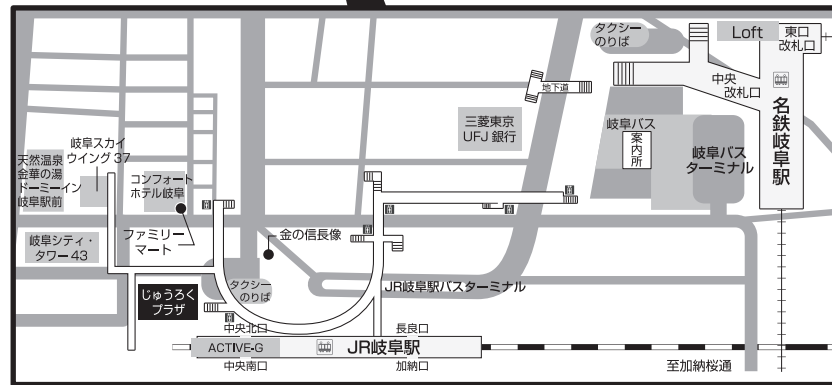 タクシー
のりば
Loft
東口
改札口
中央
改札口
名鉄岐阜駅
地下道
三菱東京
UFJ 銀行
岐阜バス
案内所
岐阜バス
ターミナル
岐阜スカイ
ウイング 37
天然温泉
金華の湯
ドーミーイン
岐阜駅前
コンフォート
ホテル岐阜
岐阜シティ・
タワー 43
ファミリー
マート
金の信長像
じゅうろく
プラザ
タクシー
のりば
JR岐阜駅バスターミナル
中央北口
長良口
ACTIVE-G
JR岐阜駅
中央南口
加納口
至加納桜通